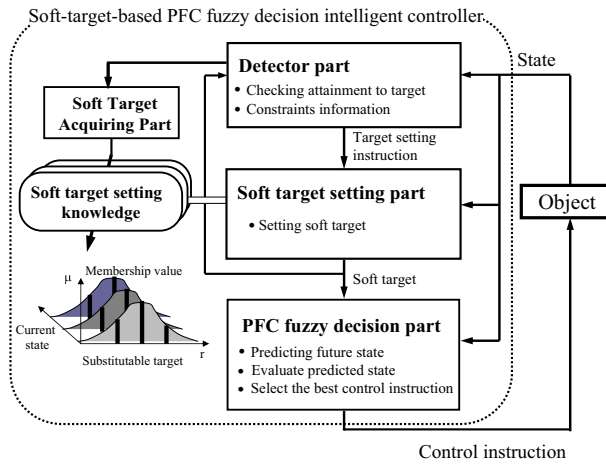 Soft-target-based PFC fuzzy decision intelligent controller
Detector part
• Checking attainment to target
• Constraints information
State
Soft Target
Acquiring Part
Target setting
instruction
Soft target setting
knowledge
Soft target setting part
• Setting soft target
Object
Soft target
μ
Membership value
Current
state
Substitutable target
r
PFC fuzzy decision part
• Predicting future state
• Evaluate predicted state
• Select the best control instruction
Control instruction